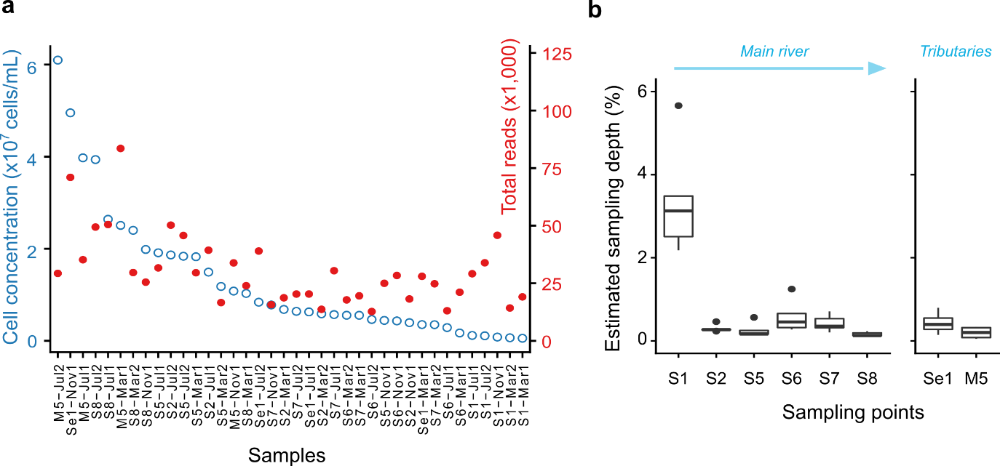 a
Cell concentration (x10⁷ cells/mL)
6
4
2
0
Total reads (x1,000)
125
100
75
50
25
0
M5-Jul2
Se1-Nov1
M5-Jul1
S8-Jul2
S8-Jul1
M5-Mar1
S8-Mar2
S8-Nov1
S5-Jul1
S2-Jul2
S5-Jul2
S5-Mar1
S2-Jul1
S5-Mar2
M5-Nov1
S8-Mar1
Se1-Jul2
S7-Nov1
S2-Mar1
S7-Jul2
Se1-Jul1
S2-Mar2
S7-Jul1
S6-Mar2
S7-Mar1
S6-Jul2
S5-Nov1
S6-Nov1
S2-Nov1
Se1-Mar1
S7-Mar2
S6-Jul1
S6-Mar1
S1-Jul1
S1-Jul2
S1-Nov1
S1-Mar2
S1-Mar1
Samples
b
Main river
Tributaries
Estimated sampling depth (%)
6
4
2
0
S1 S2 S5 S6 S7 S8 Se1 M5
Sampling points